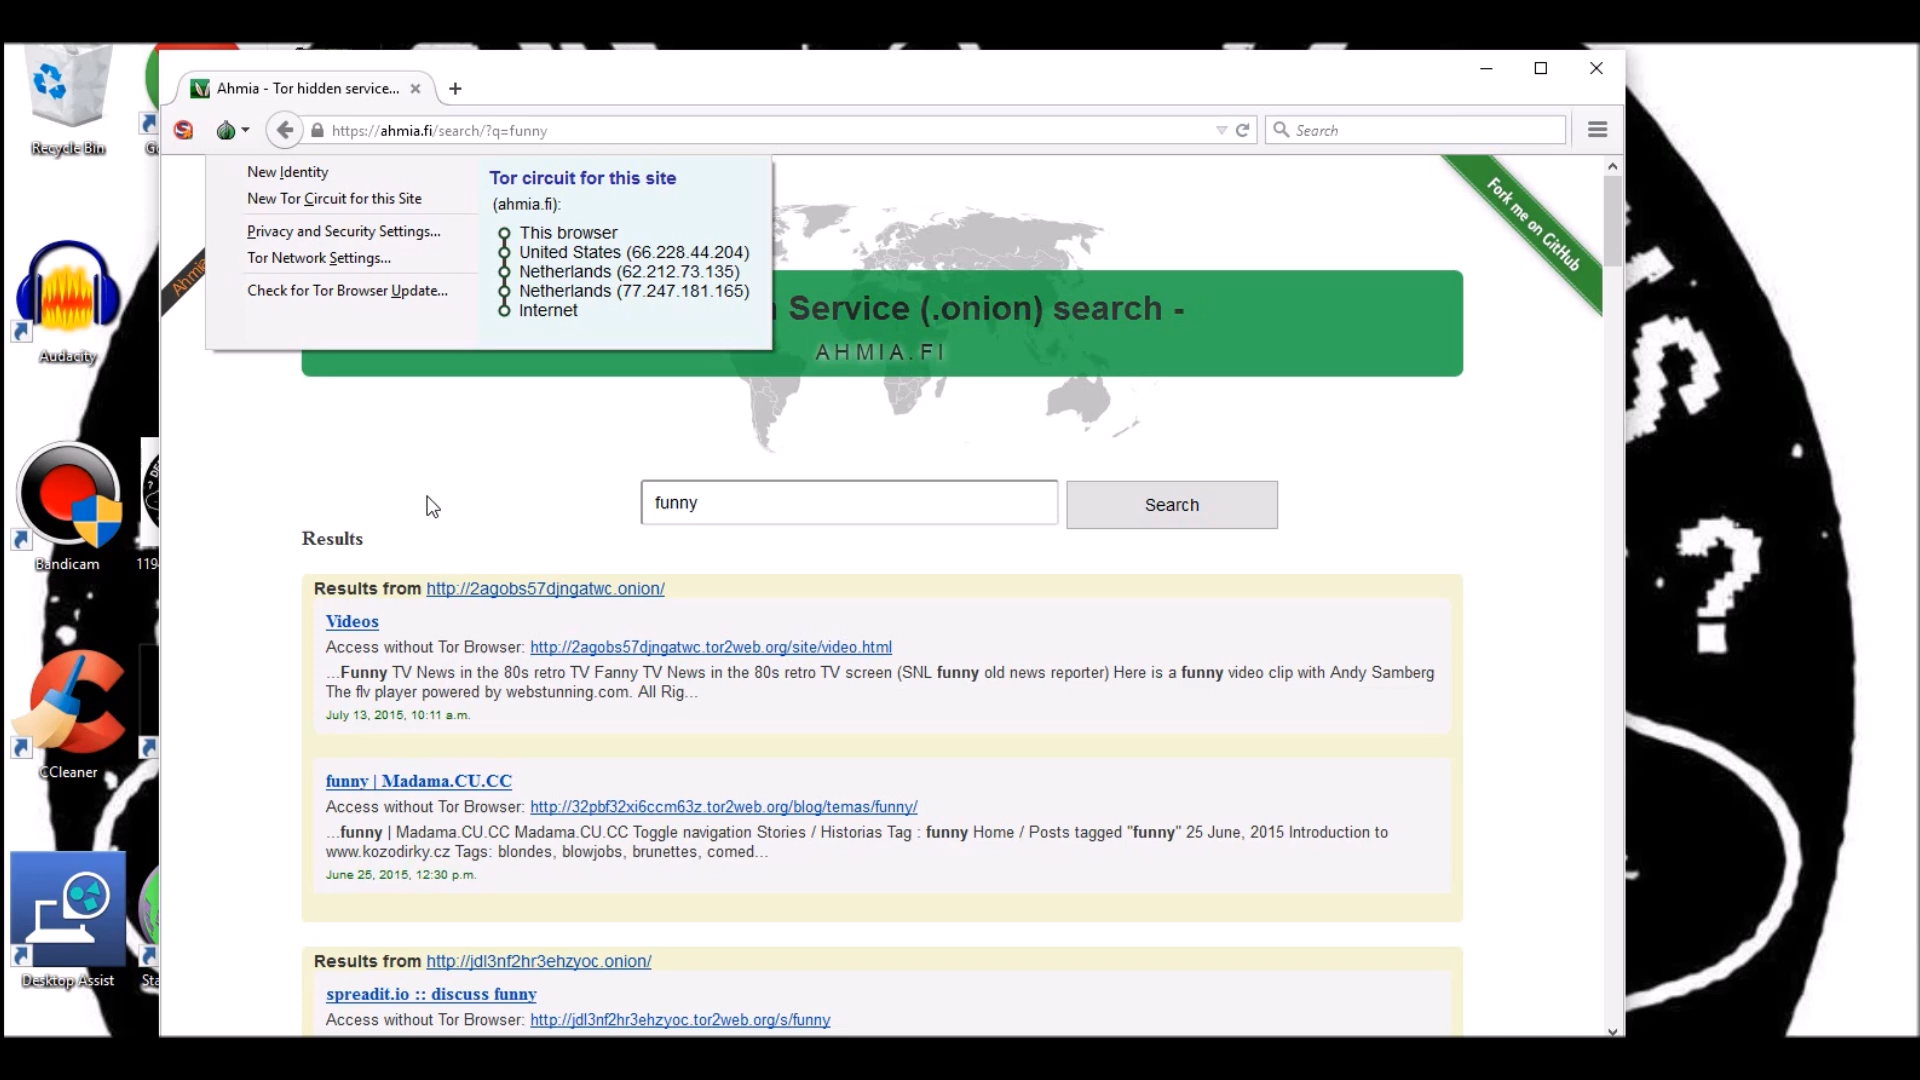 Recycle Bin
Audacity
Bandicam
119
CCleaner
Desktop Assist
Sta
Ahmia - Tor hidden service...
https://ahmia.fi/search/?q=funny
Search
New Identity
New Tor Circuit for this Site
Privacy and Security Settings...
Tor Network Settings...
Check for Tor Browser Update...
Tor circuit for this site
(ahmia.fi):
This browser
United States (66.228.44.204)
Netherlands (62.212.73.135)
Netherlands (77.247.181.165)
Internet
Ahmia
Fork me on GitHub
Service (.onion) search -
AHMIA.FI
funny
Search
Results
Results from http://2agobs57djngatwc.onion/
Videos
Access without Tor Browser: http://2agobs57djngatwc.tor2web.org/site/video.html
...Funny TV News in the 80s retro TV Fanny TV News in the 80s retro TV screen (SNL funny old news reporter) Here is a funny video clip with Andy Samberg
The flv player powered by webstunning.com. All Rig...
July 13, 2015, 10:11 a.m.
funny | Madama.CU.CC
Access without Tor Browser: http://32pbf32xi6ccm63z.tor2web.org/blog/temas/funny/
...funny | Madama.CU.CC Madama.CU.CC Toggle navigation Stories / Historias Tag : funny Home / Posts tagged "funny" 25 June, 2015 Introduction to
www.kozodirky.cz Tags: blondes, blowjobs, brunettes, comed...
June 25, 2015, 12:30 p.m.
Results from http://jdl3nf2hr3ehzyoc.onion/
spreadit.io :: discuss funny
Access without Tor Browser: http://jdl3nf2hr3ehzyoc.tor2web.org/s/funny